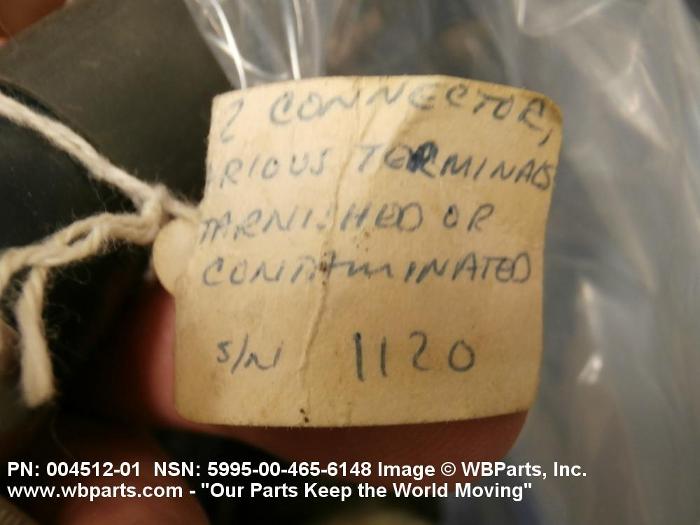 2 CONNECTOR,
RIOUS TERMINALS
TARNISHED OR
CONTAMINATED
S/N 1120
PN: 004512-01 NSN: 5995-00-465-6148 Image © WBParts, Inc.
www.wbparts.com - "Our Parts Keep the World Moving"